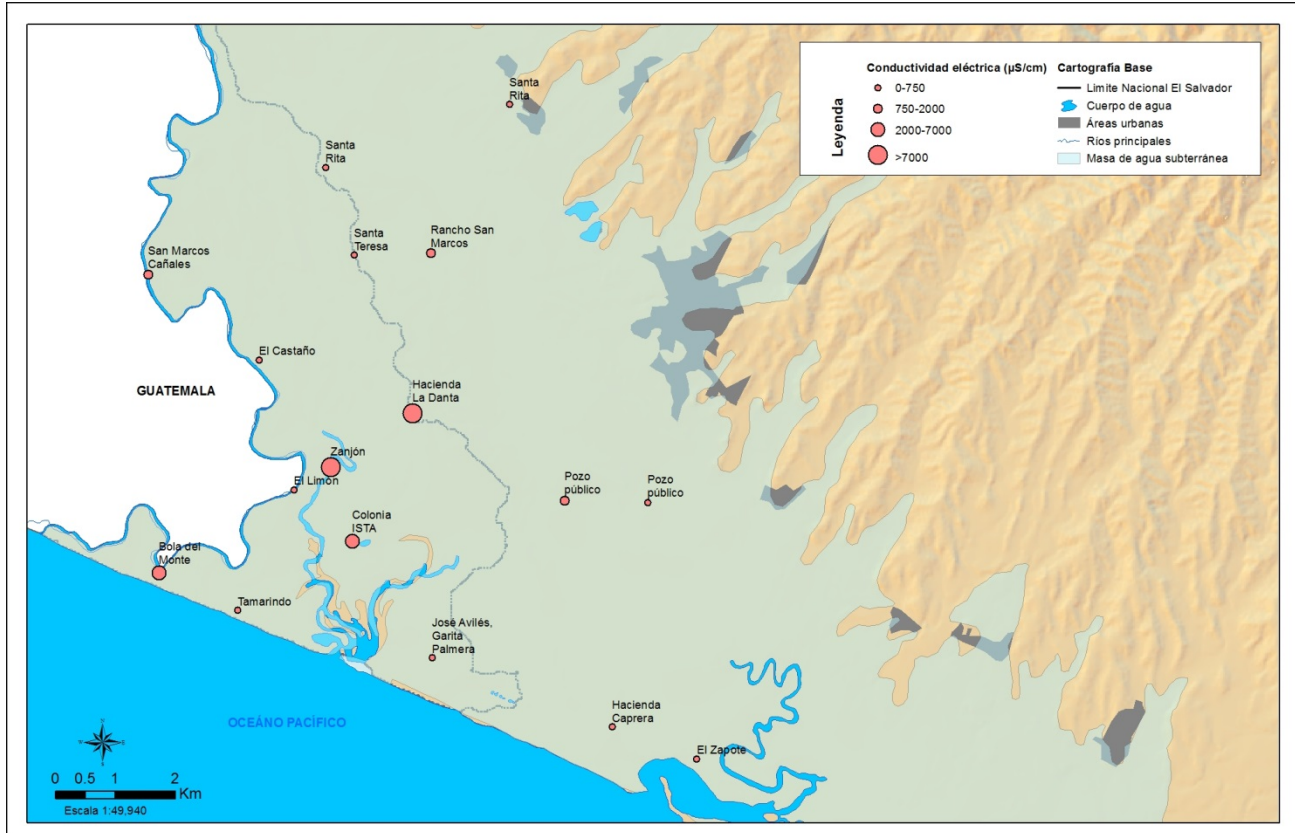 Conductividad eléctrica (µS/cm)
0-750
750-2000
2000-7000
>7000
Leyenda
Cartografía Base
Limite Nacional El Salvador
Cuerpo de agua
Áreas urbanas
Ríos principales
Masa de agua subterránea
Santa
Rita
Santa
Rita
Santa
Teresa
Rancho San
Marcos
San Marcos
Cañales
El Castaño
GUATEMALA
Hacienda
La Danta
Zanjón
El Limón
Pozo
público
Pozo
público
Colonia
ISTA
Bola del
Monte
Tamarindo
José Avilés,
Garita
Palmera
Hacienda
Caprera
El Zapote
OCEÁNO PACÍFICO
0 0.5 1 2
Km
Escala 1:49,940